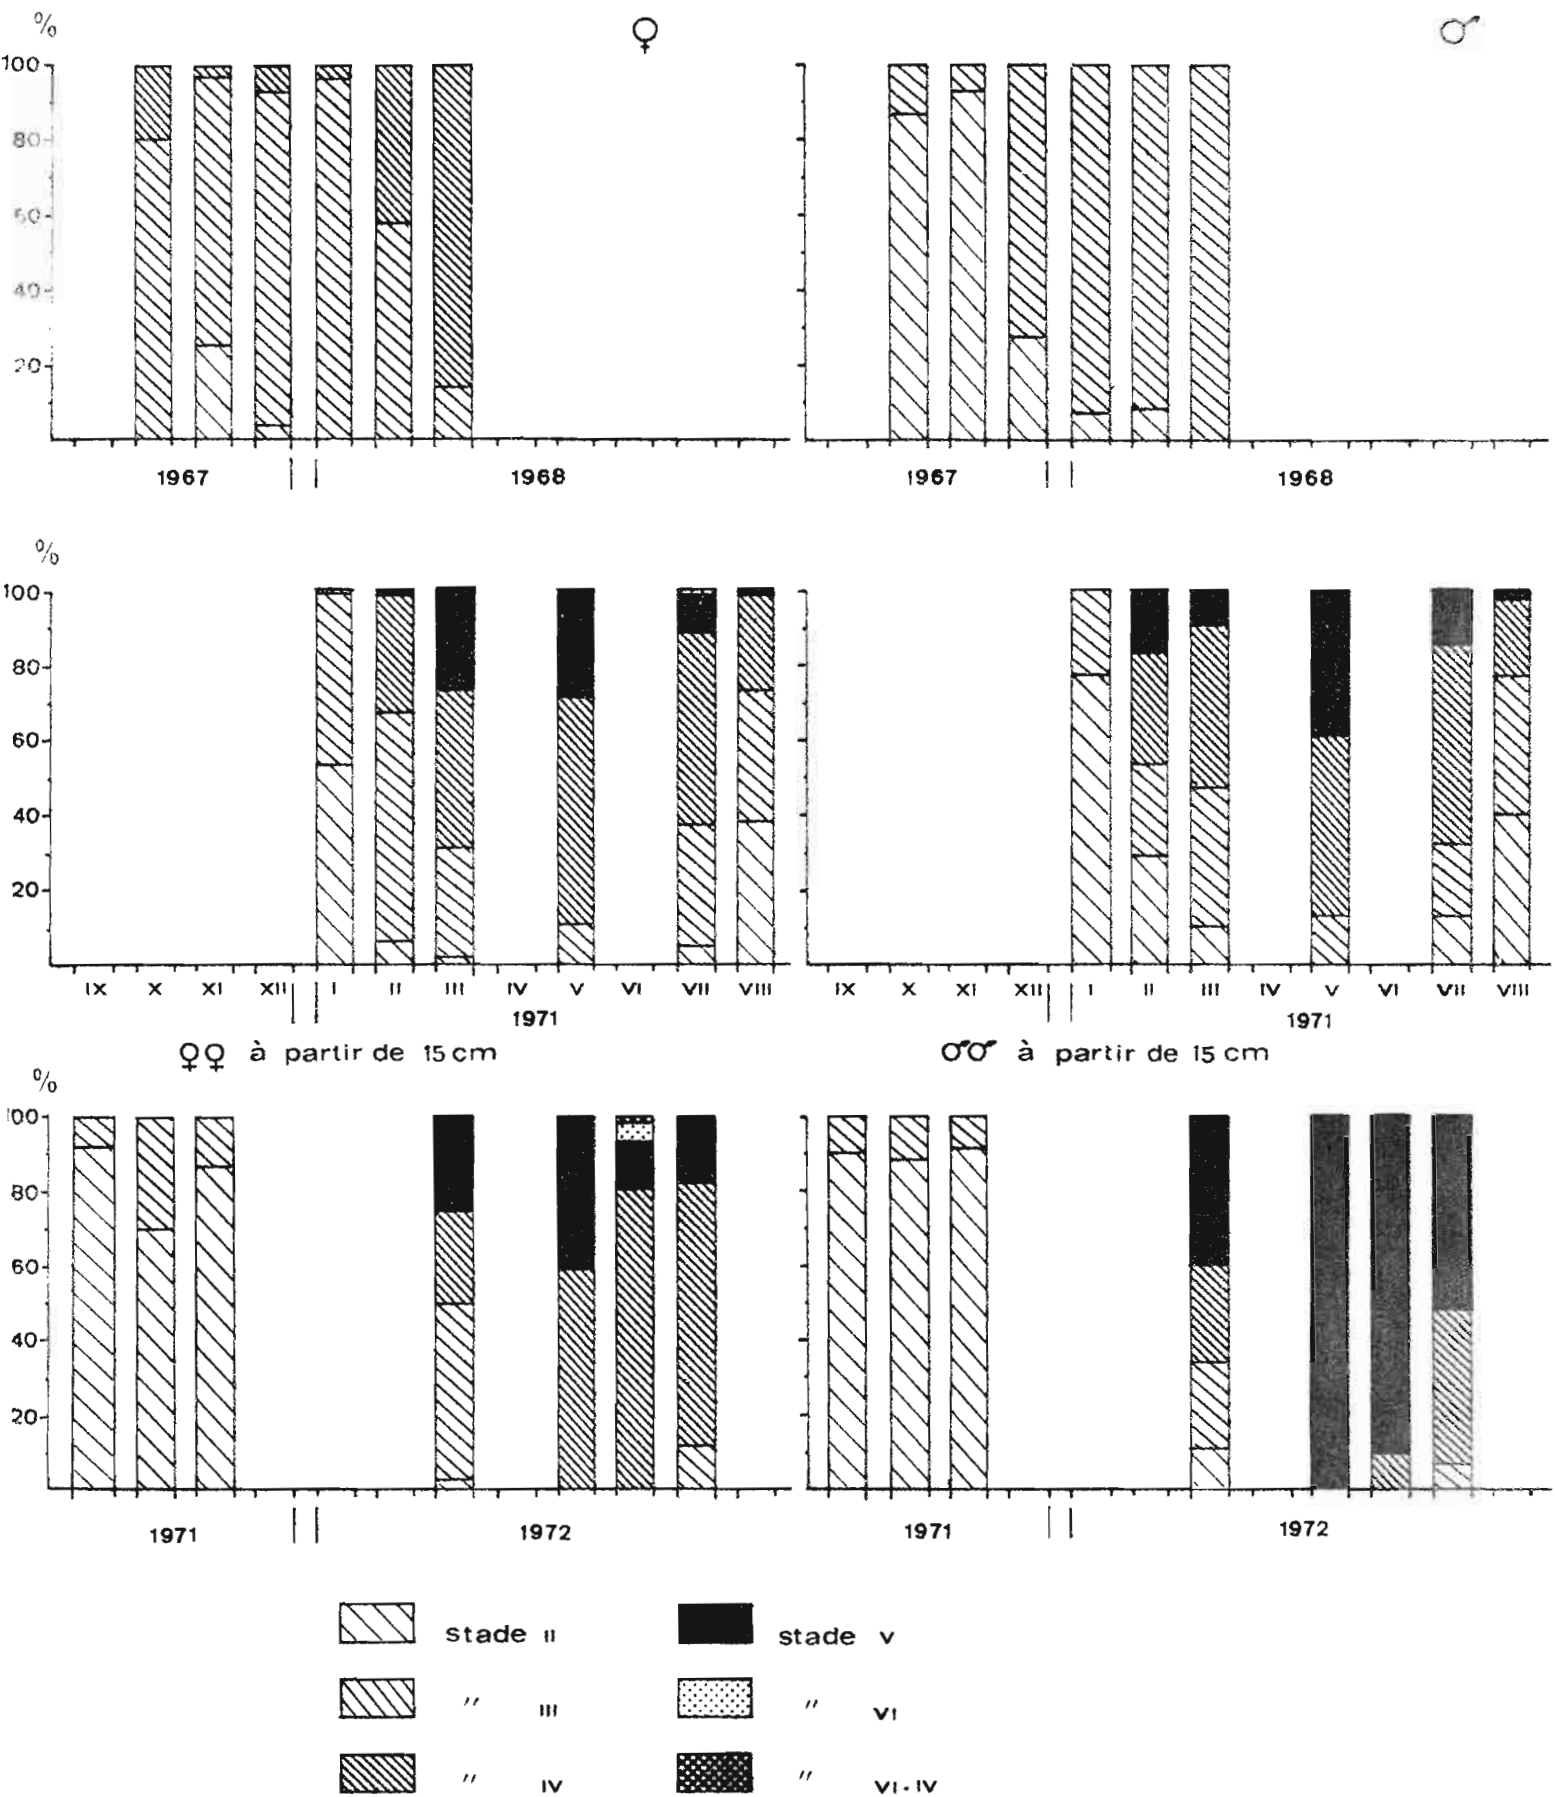 % ♀ ♂
100
80
60
40
20
1967 1968 1967 1968
%
100
80
60
40
20
IX X XI XII I II III IV V VI VII VIII IX X XI XII I II III IV V VI VII VIII
1971 1971
♀♀ à partir de 15 cm ♂♂ à partir de 15 cm
%
100
80
60
40
20
1971 1972 1971 1972
stade II stade V
" III " VI
" IV " VI.IV